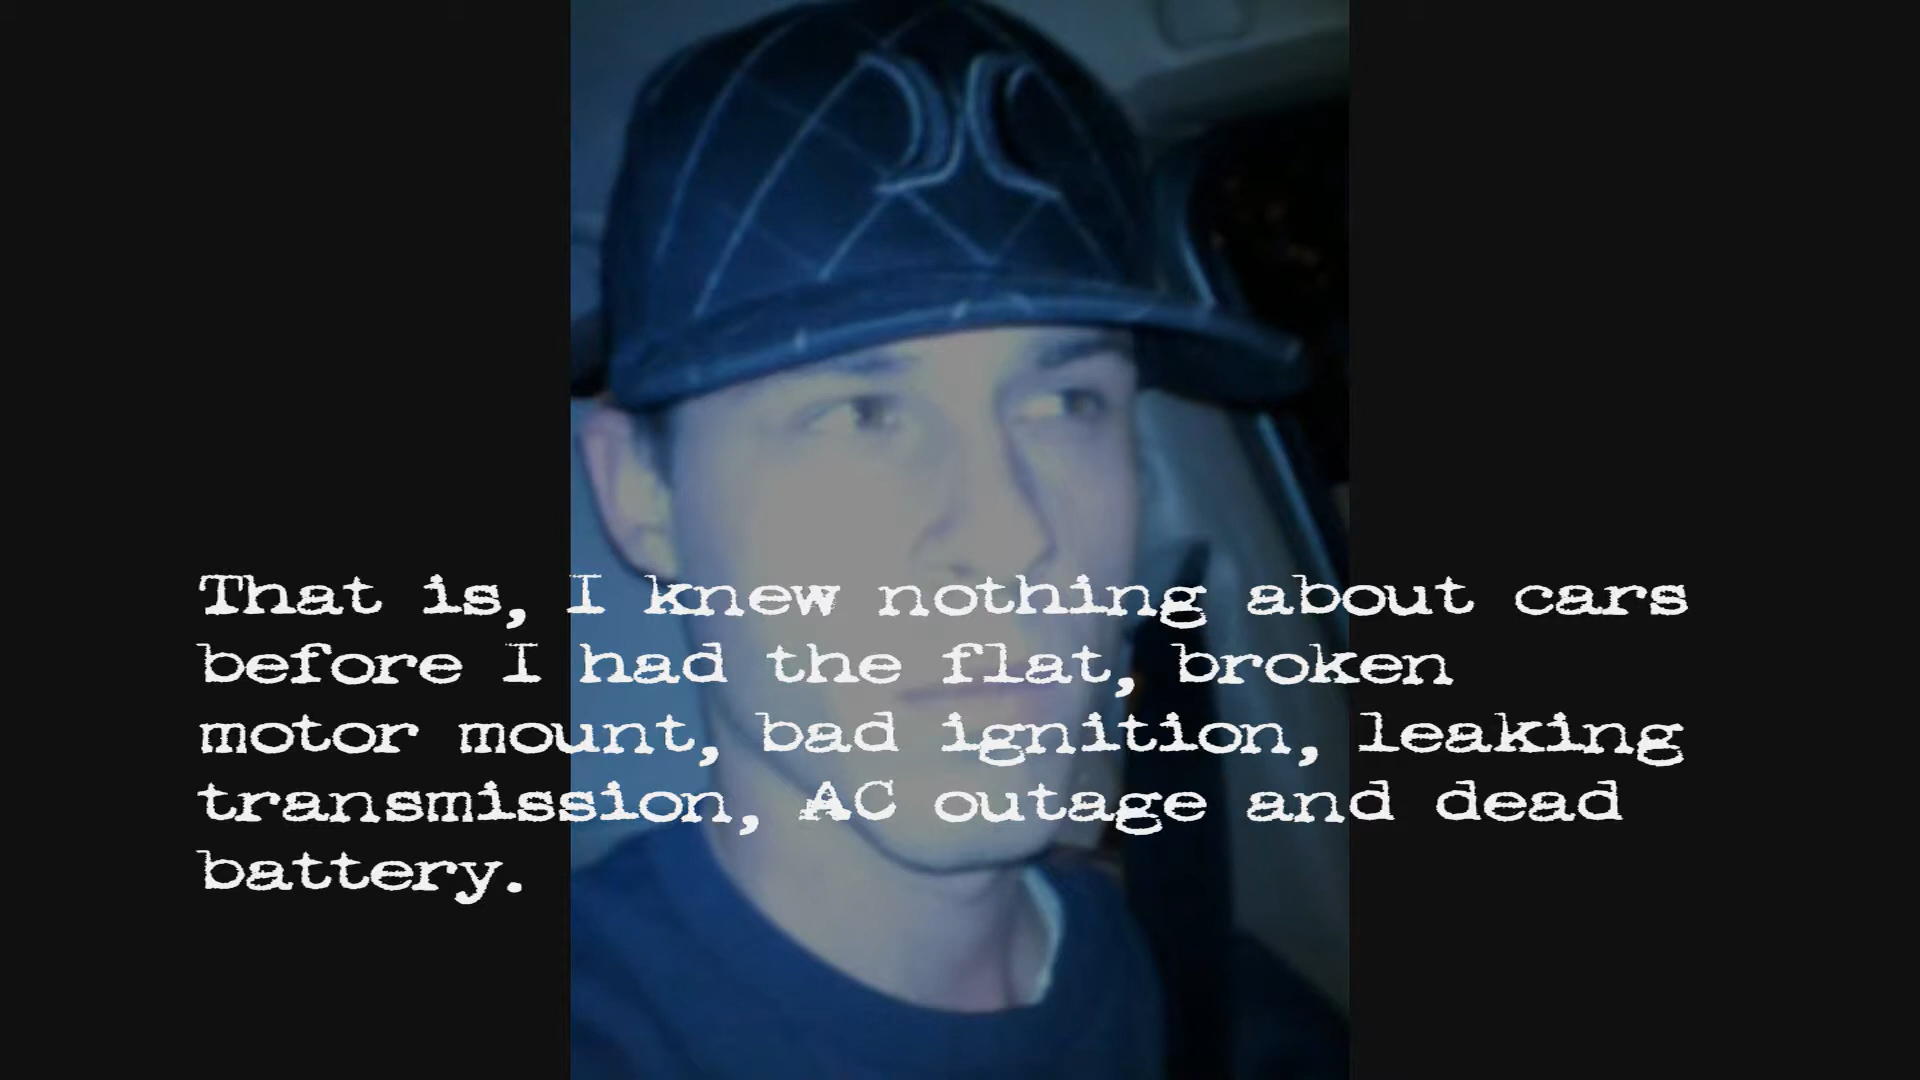 That is, I knew nothing about cars
before I had the flat, broken
motor mount, bad ignition, leaking
transmission, AC outage and dead
battery.